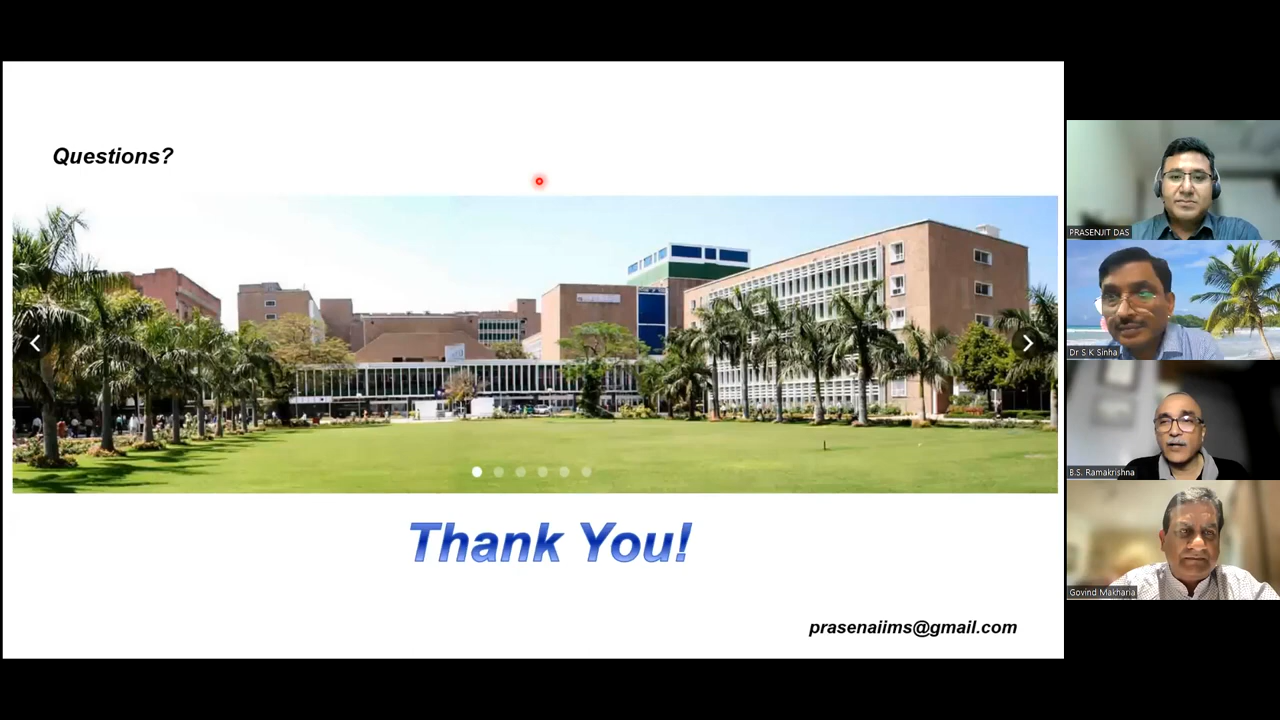 Questions?
Thank You!
prasenaiims@gmail.com
PRASENJIT DAS
Dr S K Sinha
B.S. Ramakrishna
Govind Makharia